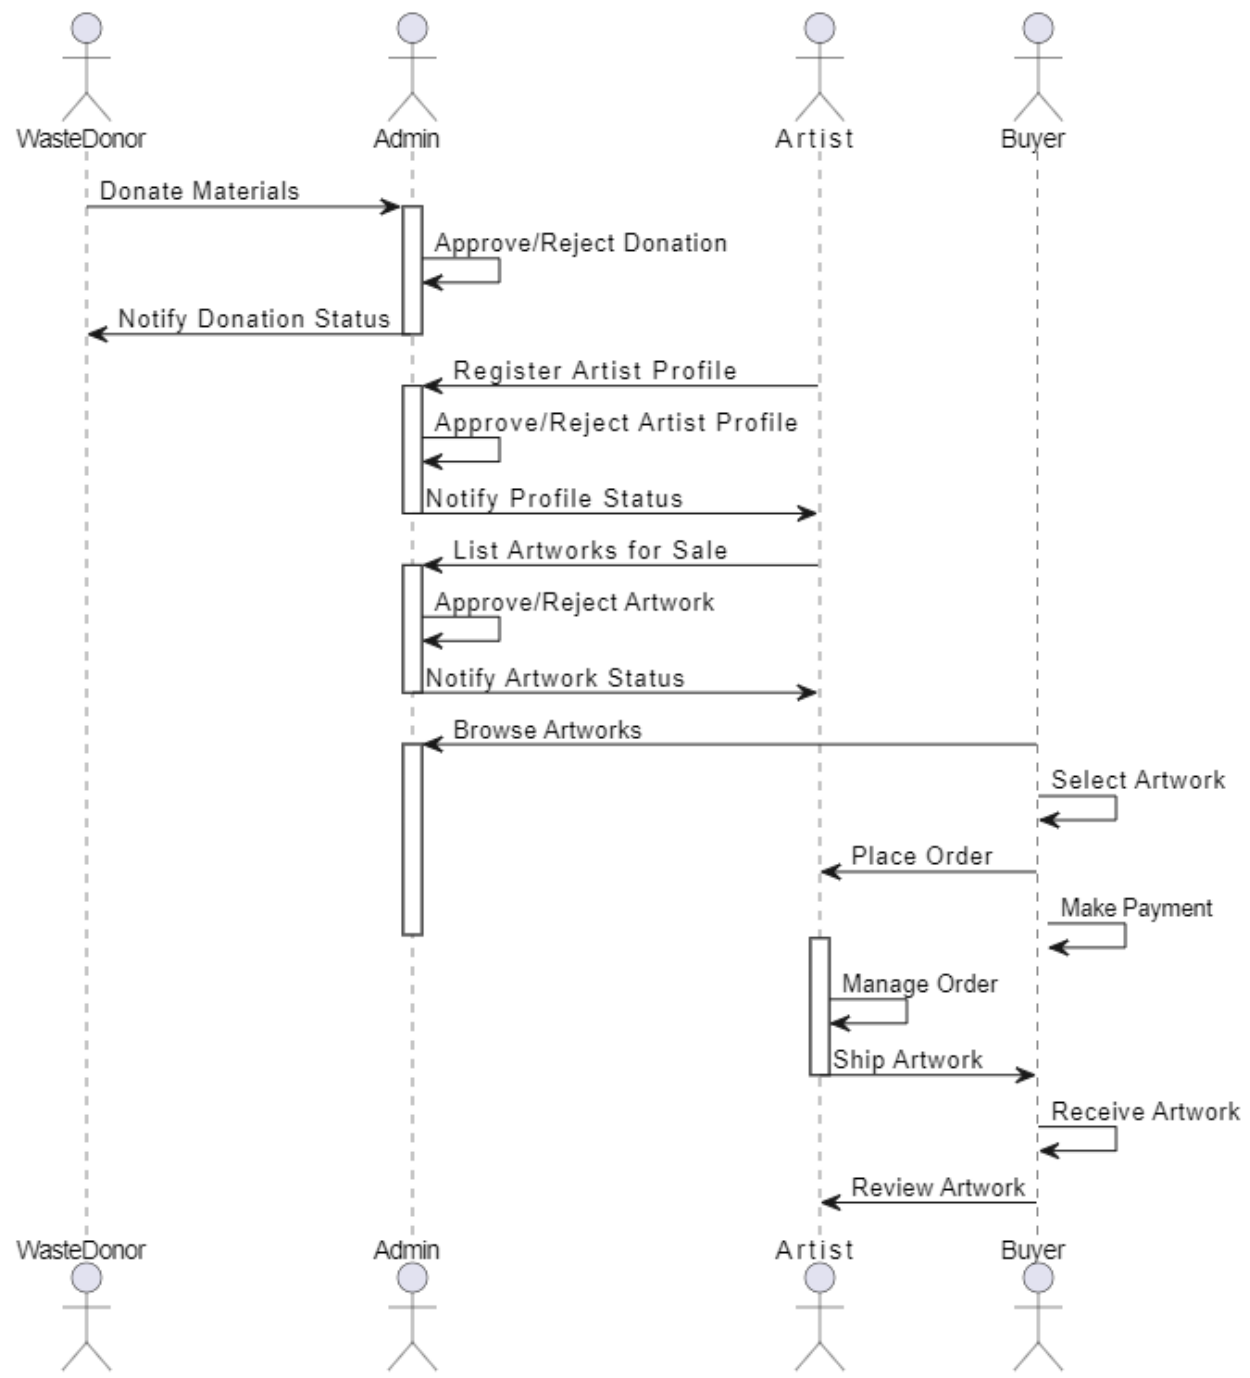 WasteDonor
Admin
Artist
Buyer
Donate Materials
Approve/Reject Donation
Notify Donation Status
Register Artist Profile
Approve/Reject Artist Profile
Notify Profile Status
List Artworks for Sale
Approve/Reject Artwork
Notify Artwork Status
Browse Artworks
Select Artwork
Place Order
Make Payment
Manage Order
Ship Artwork
Receive Artwork
Review Artwork
WasteDonor
Admin
Artist
Buyer